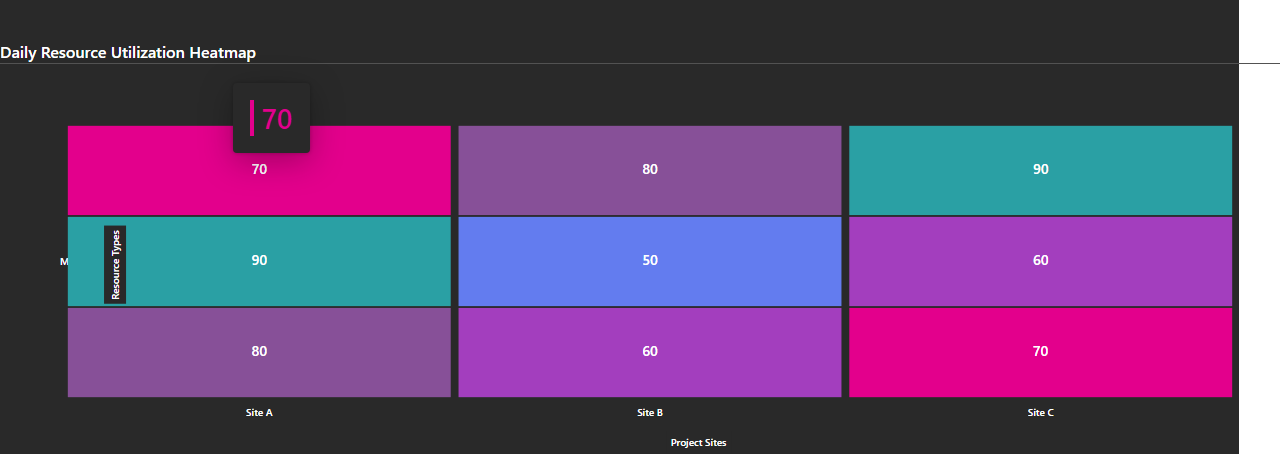 Daily Resource Utilization Heatmap
70
70 80 90
M
Resource Types
90 50 60
80 60 70
Site A Site B Site C
Project Sites